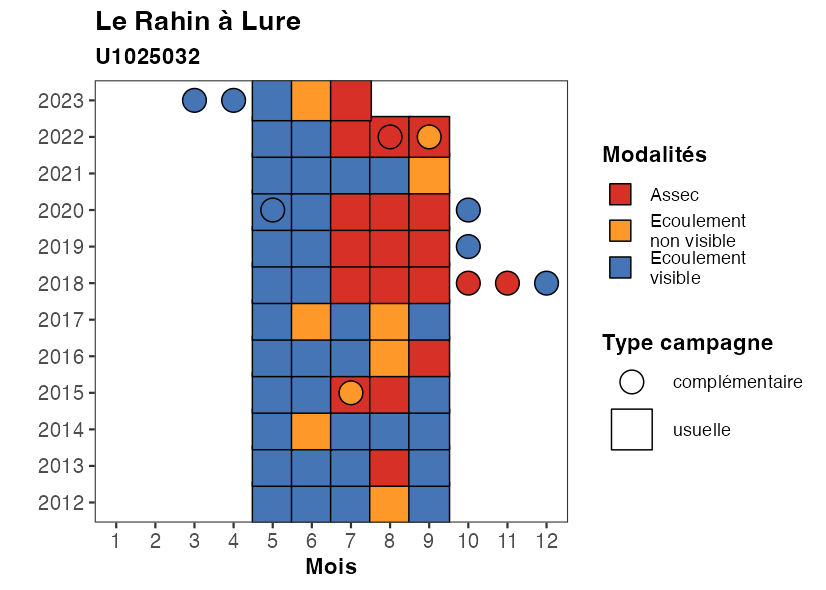 Le Rahin à Lure
U1025032
2023
2022
2021
2020
2019
2018
2017
2016
2015
2014
2013
2012
1 2 3 4 5 6 7 8 9 10 11 12
Mois
Modalités
Assec
Ecoulement
non visible
Ecoulement
visible
Type campagne
complémentaire
usuelle